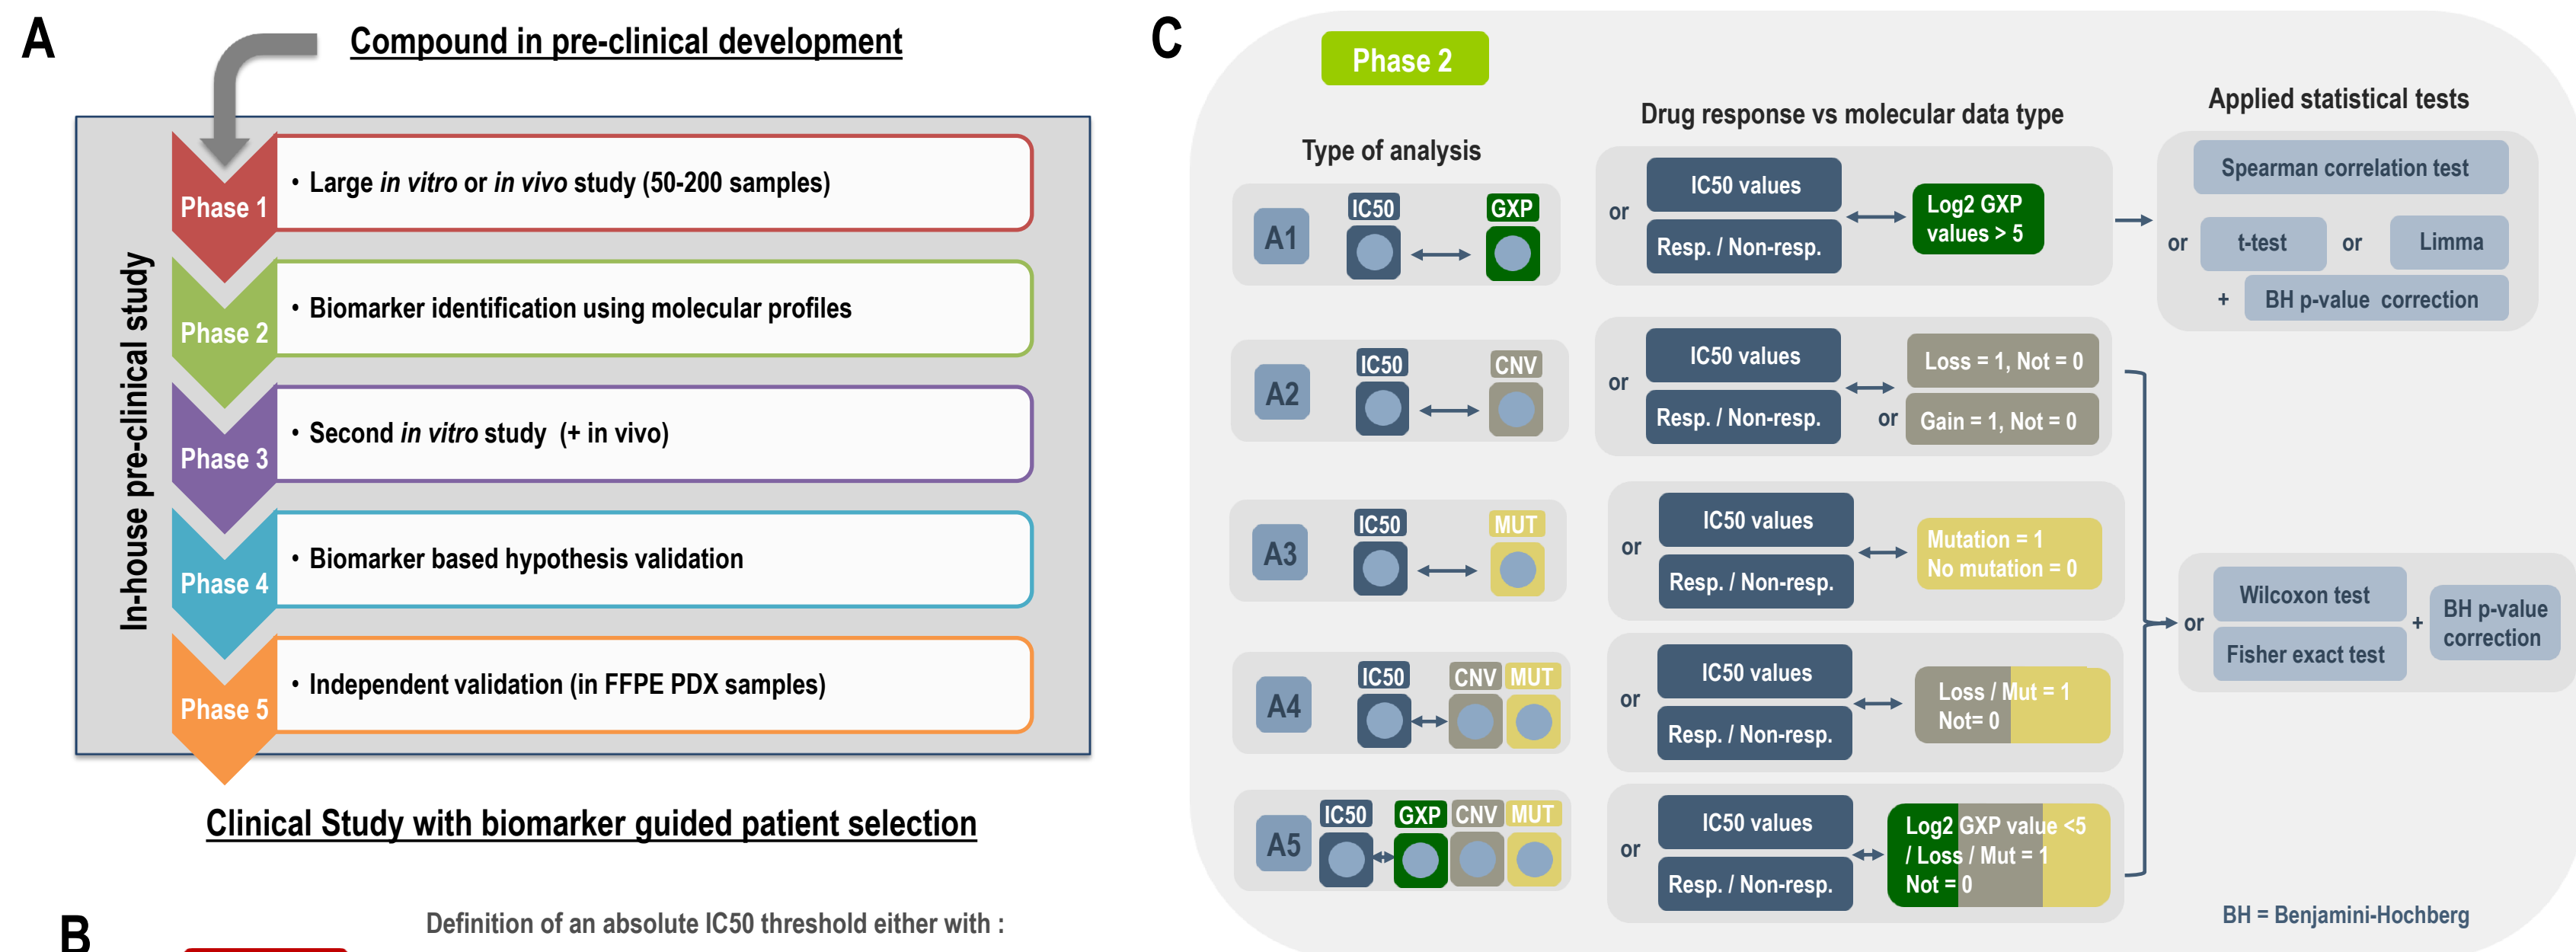 A
Compound in pre-clinical development
In-house pre-clinical study
Phase 1
• Large in vitro or in vivo study (50-200 samples)
Phase 2
• Biomarker identification using molecular profiles
Phase 3
• Second in vitro study (+ in vivo)
Phase 4
• Biomarker based hypothesis validation
Phase 5
• Independent validation (in FFPE PDX samples)
Clinical Study with biomarker guided patient selection
B
Definition of an absolute IC50 threshold either with :
C
Phase 2
Type of analysis
Drug response vs molecular data type
Applied statistical tests
A1
IC50
GXP
or
IC50 values
Resp. / Non-resp.
Log2 GXP
values > 5
Spearman correlation test
or
t-test
or
Limma
+
BH p-value correction
A2
IC50
CNV
or
IC50 values
Resp. / Non-resp.
Loss = 1, Not = 0
or
Gain = 1, Not = 0
A3
IC50
MUT
or
IC50 values
Resp. / Non-resp.
Mutation = 1
No mutation = 0
or
Wilcoxon test
Fisher exact test
+
BH p-value
correction
A4
IC50
CNV
MUT
or
IC50 values
Resp. / Non-resp.
Loss / Mut = 1
Not= 0
A5
IC50
GXP
CNV
MUT
or
IC50 values
Resp. / Non-resp.
Log2 GXP value <5
/ Loss / Mut = 1
Not = 0
BH = Benjamini-Hochberg